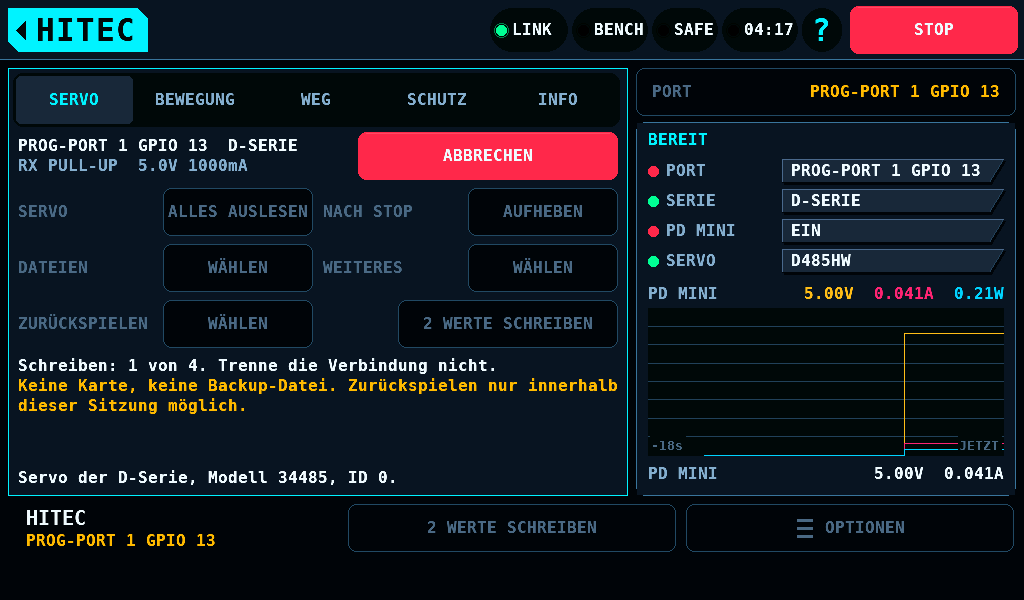 HITEC
LINK
BENCH
SAFE
04:17
?
STOP
SERVO
BEWEGUNG
WEG
SCHUTZ
INFO
PROG-PORT 1 GPIO 13  D-SERIE
RX PULL-UP  5.0V 1000mA
ABBRECHEN
SERVO
ALLES AUSLESEN
NACH STOP
AUFHEBEN
DATEIEN
WÄHLEN
WEITERES
WÄHLEN
ZURÜCKSPIELEN
WÄHLEN
2 WERTE SCHREIBEN
Schreiben: 1 von 4. Trenne die Verbindung nicht.
Keine Karte, keine Backup-Datei. Zurückspielen nur innerhalb
dieser Sitzung möglich.
Servo der D-Serie, Modell 34485, ID 0.
PORT
PROG-PORT 1 GPIO 13
BEREIT
PORT
PROG-PORT 1 GPIO 13
SERIE
D-SERIE
PD MINI
EIN
SERVO
D485HW
PD MINI
5.00V
0.041A
0.21W
-18s
JETZT
PD MINI
5.00V
0.041A
HITEC
PROG-PORT 1 GPIO 13
2 WERTE SCHREIBEN
OPTIONEN